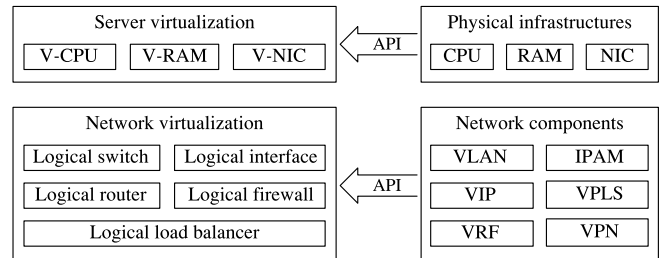 Server virtualization
V-CPU V-RAM V-NIC
API
Physical infrastructures
CPU RAM NIC
Network virtualization
Logical switch Logical interface
Logical router Logical firewall
Logical load balancer
API
Network components
VLAN IPAM
VIP VPLS
VRF VPN